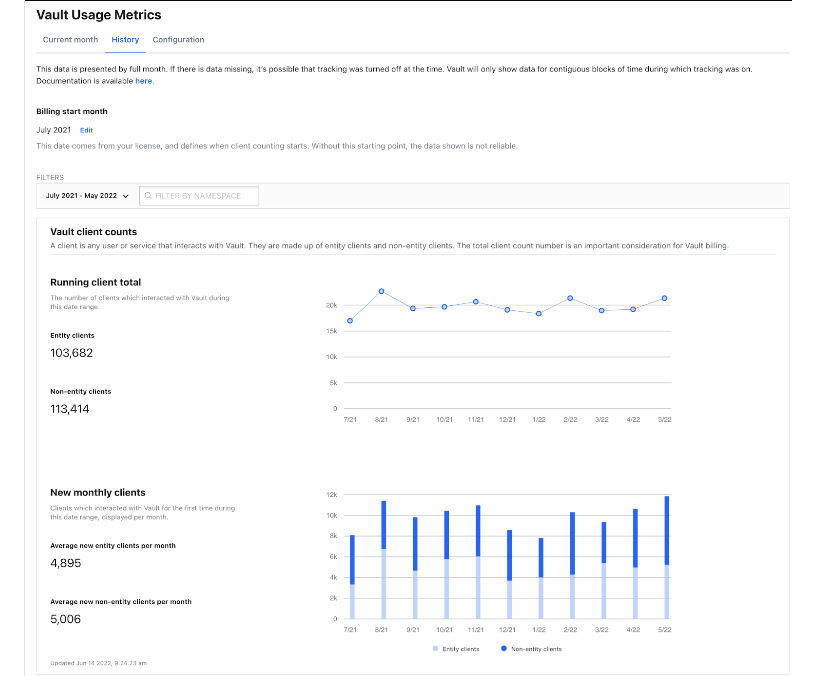 Vault Usage Metrics
Current month History Configuration
This data is presented by full month. If there is data missing, it's possible that tracking was turned off at the time. Vault will only show data for contiguous blocks of time during which tracking was on.
Documentation is available here.
Billing start month
July 2021 Edit
This date comes from your license, and defines when client counting starts. Without this starting point, the data shown is not reliable.
FILTERS
July 2021 - May 2022 FILTER BY NAMESPACE
Vault client counts
A client is any user or service that interacts with Vault. They are made up of entity clients and non-entity clients. The total client count number is an important consideration for Vault billing.
Running client total
The number of clients which interacted with Vault during
this date range.
Entity clients
103,682
Non-entity clients
113,414
20k
15k
10k
5k
0
7/21 8/21 9/21 10/21 11/21 12/21 1/22 2/22 3/22 4/22 5/22
New monthly clients
Clients which interacted with Vault for the first time during
this date range, displayed per month.
Average new entity clients per month
4,895
Average new non-entity clients per month
5,006
12k
10k
8k
6k
4k
2k
0
7/21 8/21 9/21 10/21 11/21 12/21 1/22 2/22 3/22 4/22 5/22
Entity clients Non-entity clients
Updated Jun 14 2022, 9:24:23 am